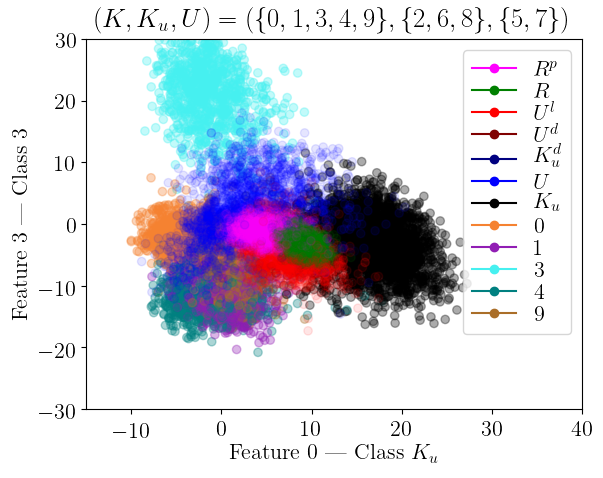 (K, K_u, U) = ({0, 1, 3, 4, 9}, {2, 6, 8}, {5, 7})
30
20
10
0
−10
−20
−30
−10
0
10
20
30
40
Feature 3 — Class 3
Feature 0 — Class K_u
R^p
R
U^l
U^d
K_u^d
U
K_u
0
1
3
4
9